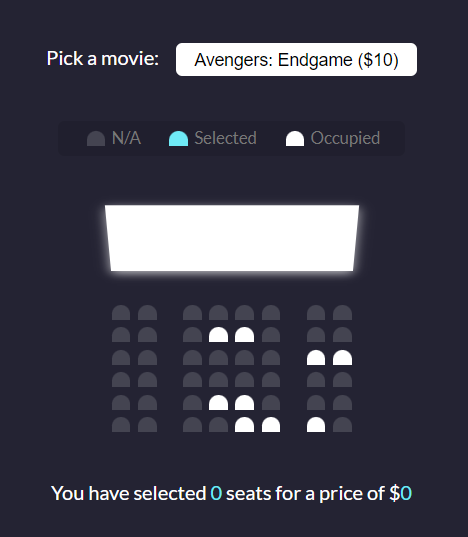 Pick a movie: Avengers: Endgame ($10)
N/A Selected Occupied
You have selected 0 seats for a price of $0